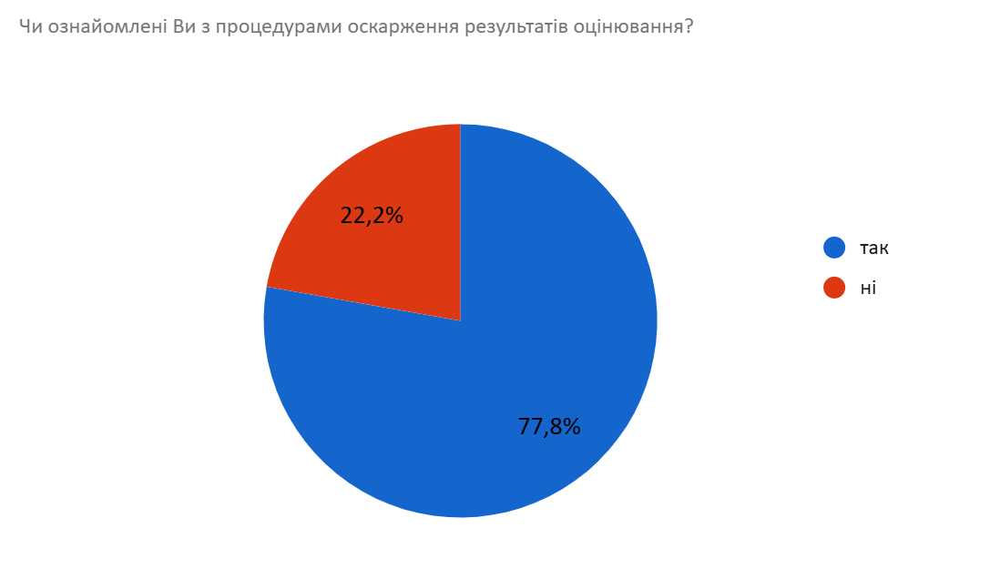 Чи ознайомлені Ви з процедурами оскарження результатів оцінювання?
22,2%
77,8%
так
ні